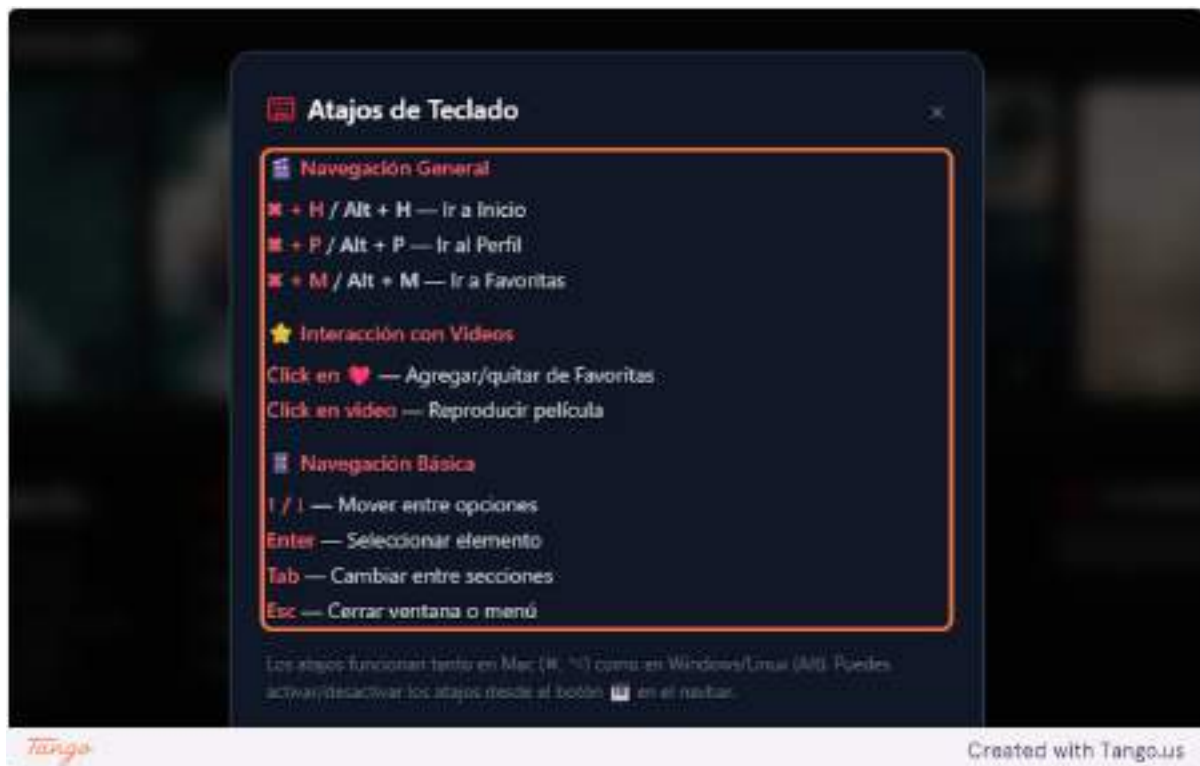 Atajos de Teclado
×
Navegación General
⌘ + H / Alt + H — Ir a Inicio
⌘ + P / Alt + P — Ir al Perfil
⌘ + M / Alt + M — Ir a Favoritas
⭐ Interacción con Videos
Click en ❤ — Agregar/quitar de Favoritas
Click en video — Reproducir película
Navegación Básica
↑ / ↓ — Mover entre opciones
Enter — Seleccionar elemento
Tab — Cambiar entre secciones
Esc — Cerrar ventana o menú
Los atajos funcionan tanto en Mac (⌘, ⌥) como en Windows/Linux (Alt). Puedes
activar/desactivar los atajos desde el botón ⌨ en el navbar.
Tango
Created with Tango.us